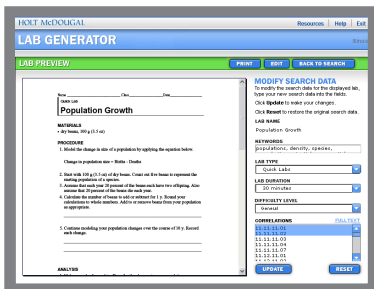 HOLT McDOUGAL
Resources | Help | Exit
LAB GENERATOR
LAB PREVIEW
PRINT
EDIT
BACK TO SEARCH
Name Class Date
QUICK LAB
Population Growth
MATERIALS
• dry beans, 100 g (3.5 oz)
PROCEDURE
1. Model the change in size of a population by applying the equation below.
Change in population size = Births - Deaths
2. Start with 100 g (3.5 oz) of dry beans. Count out five beans to represent the
starting population of a species.
3. Assume that each year 20 percent of the beans each have two offspring. Also
assume that 20 percent of the beans die each year.
4. Calculate the number of beans to add or subtract for 1 y. Round your
calculations to whole numbers. Add to or remove beans from your population
as appropriate.
5. Continue modeling your population changes over the course of 10 y. Record
each change.
ANALYSIS
MODIFY SEARCH DATA
To modify the search data for the displayed lab,
type your new search data into the fields.
Click Update to make your changes.
Click Reset to restore the original search data.
LAB NAME
Population Growth
KEYWORDS
populations, density, species,
LAB TYPE
Quick Labs
LAB DURATION
30 minutes
DIFFICULTY LEVEL
General
CORRELATIONS
FULL TEXT
11.11.11.01
11.11.11.02
11.11.11.03
11.11.11.04
11.11.11.07
11.12.11.01
UPDATE
RESET